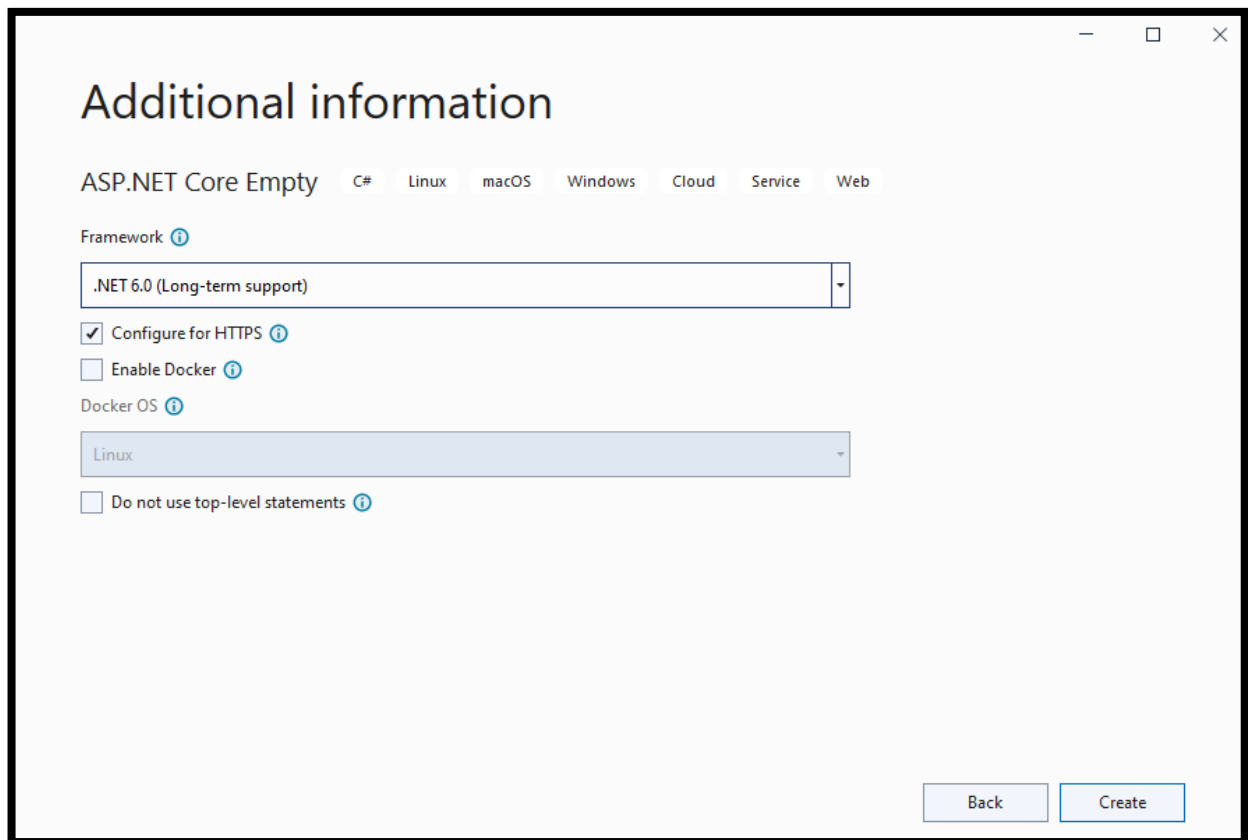 Additional information
ASP.NET Core Empty C# Linux macOS Windows Cloud Service Web
Framework
.NET 6.0 (Long-term support)
Configure for HTTPS
Enable Docker
Docker OS
Linux
Do not use top-level statements
Back Create